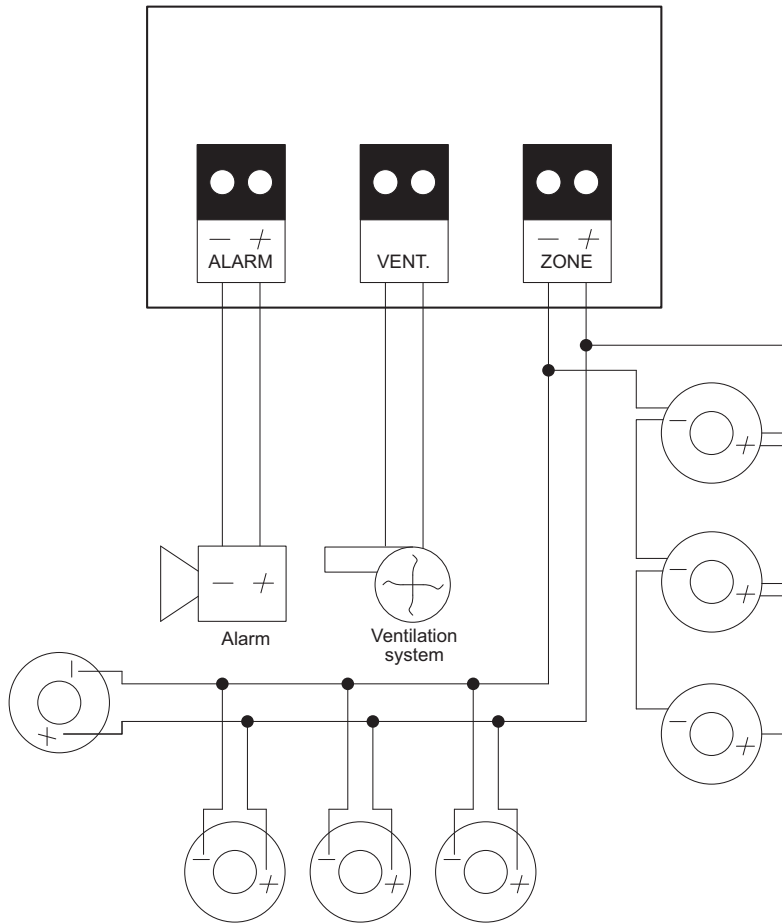 − + − +
ALARM VENT. ZONE
−
+
−
− + +
Alarm
Ventilation
system
−
+ − +
− + − + − +